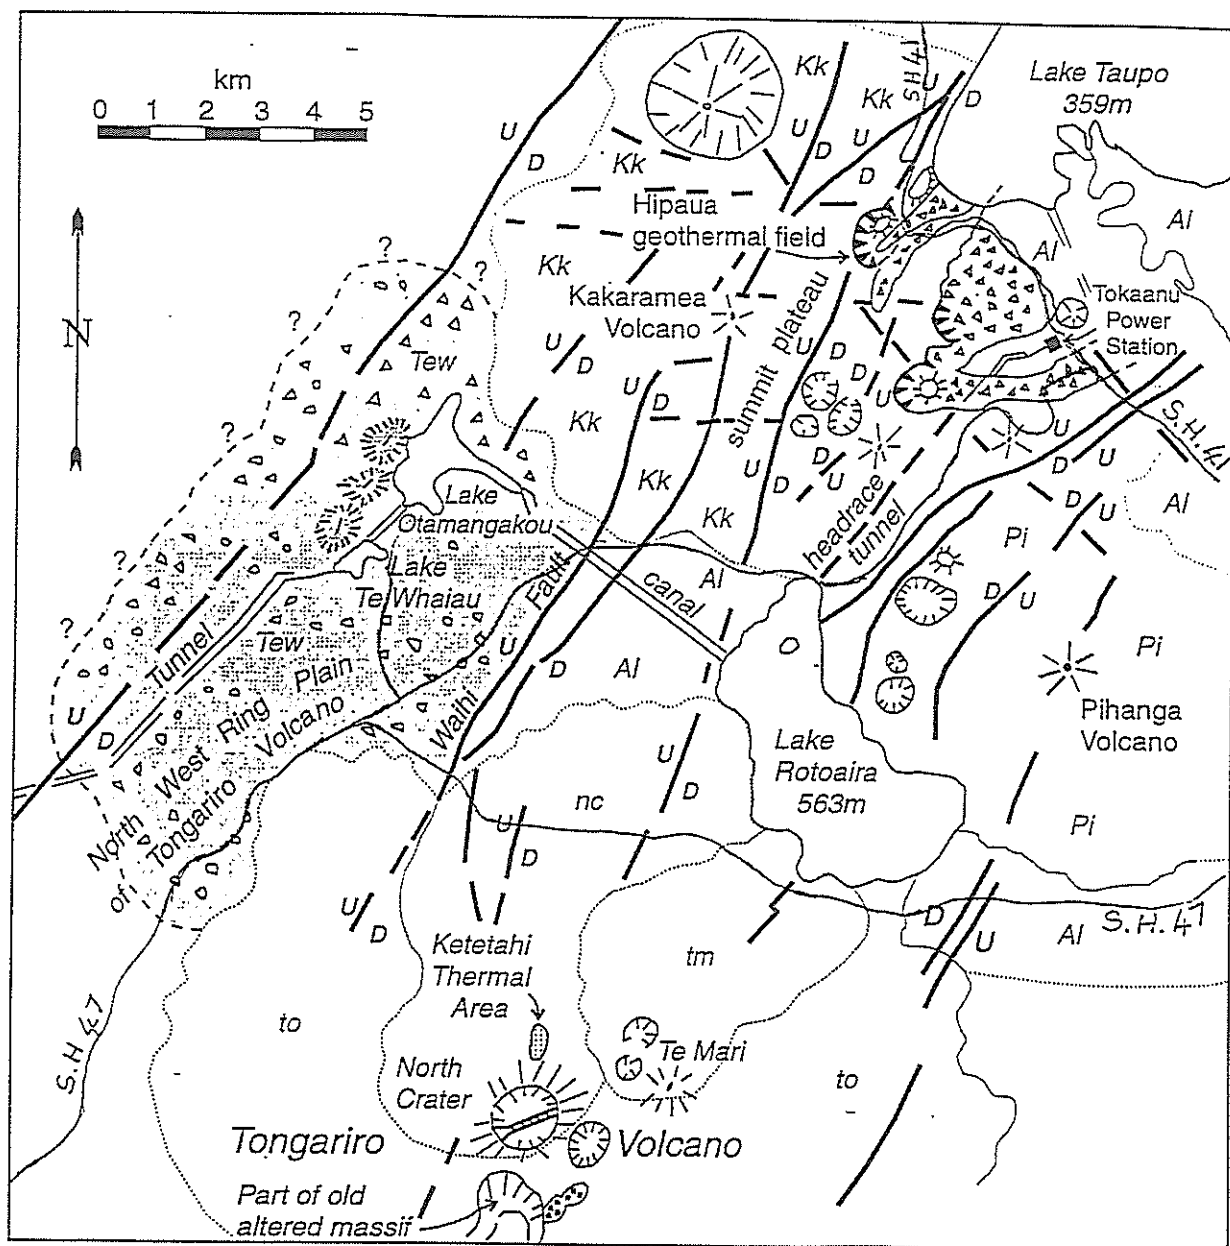 km
0 1 2 3 4 5
N
Lake Taupo
359m
SH41
Kk
Kk
U
D
U
D
U
D
U
D
Kk
Hipaua
geothermal field
Al
Al
Kk
Kakaramea
Volcano
summit plateau
Tokaanu
Power
Station
?
?
?
?
?
?
Tew
U
D
U
D
U
D
D
U
S.H.41
Kk
Kk
Kk
U
D
D
U
U
D
U
D
U
Al
Lake
Otamangakou
headrace
tunnel
Pi
D
U
Lake
Te Whaiau
Fault
Waihi
canal
Al
Al
Tunnel
Tew
U
D
U
D
North West Ring Plain
of Tongariro Volcano
Pi
Pihanga
Volcano
Lake
Rotoaira
563m
U
D
nc
U
D
Pi
U
D
D
U
Al
S.H.47
Ketetahi
Thermal
Area
tm
to
S.H 47
North
Crater
Te Mari
to
Tongariro Volcano
Part of old
altered massif